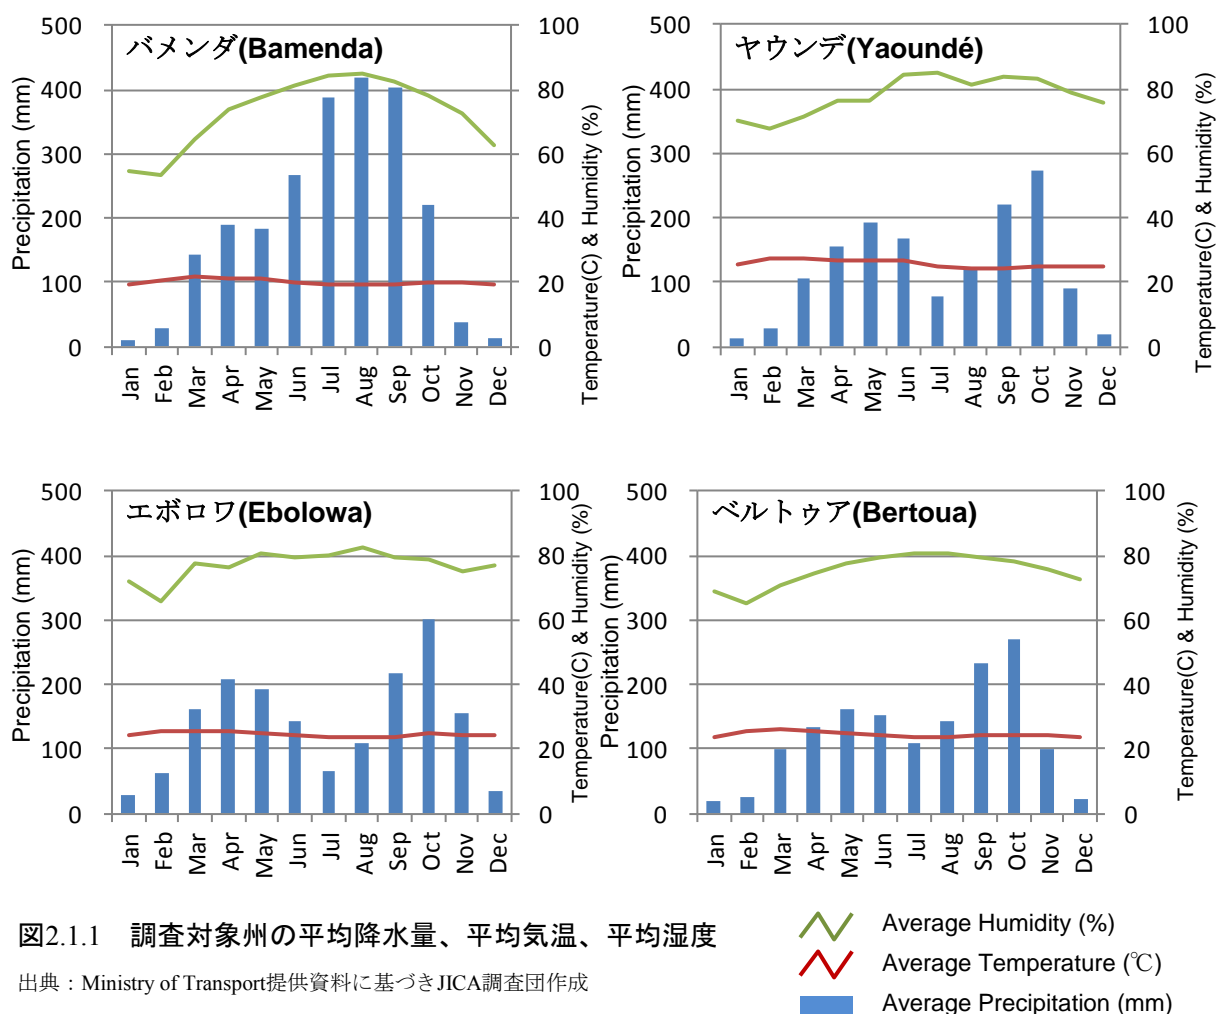 バメンダ(Bamenda)
Precipitation (mm)
500
400
300
200
100
0
100
80
60
40
20
0
Temperature(C) & Humidity (%)
Jan Feb Mar Apr May Jun Jul Aug Sep Oct Nov Dec
ヤウンデ(Yaoundé)
Precipitation (mm)
500
400
300
200
100
0
100
80
60
40
20
0
Temperature(C) & Humidity (%)
Jan Feb Mar Apr May Jun Jul Aug Sep Oct Nov Dec
エボロワ(Ebolowa)
Precipitation (mm)
500
400
300
200
100
0
100
80
60
40
20
0
Temperature(C) & Humidity (%)
Jan Feb Mar Apr May Jun Jul Aug Sep Oct Nov Dec
ベルトゥア(Bertoua)
Precipitation (mm)
500
400
300
200
100
0
100
80
60
40
20
0
Temperature(C) & Humidity (%)
Jan Feb Mar Apr May Jun Jul Aug Sep Oct Nov Dec
図2.1.1 調査対象州の平均降水量、平均気温、平均湿度
出典：Ministry of Transport提供資料に基づきJICA調査団作成
Average Humidity (%)
Average Temperature (℃)
Average Precipitation (mm)